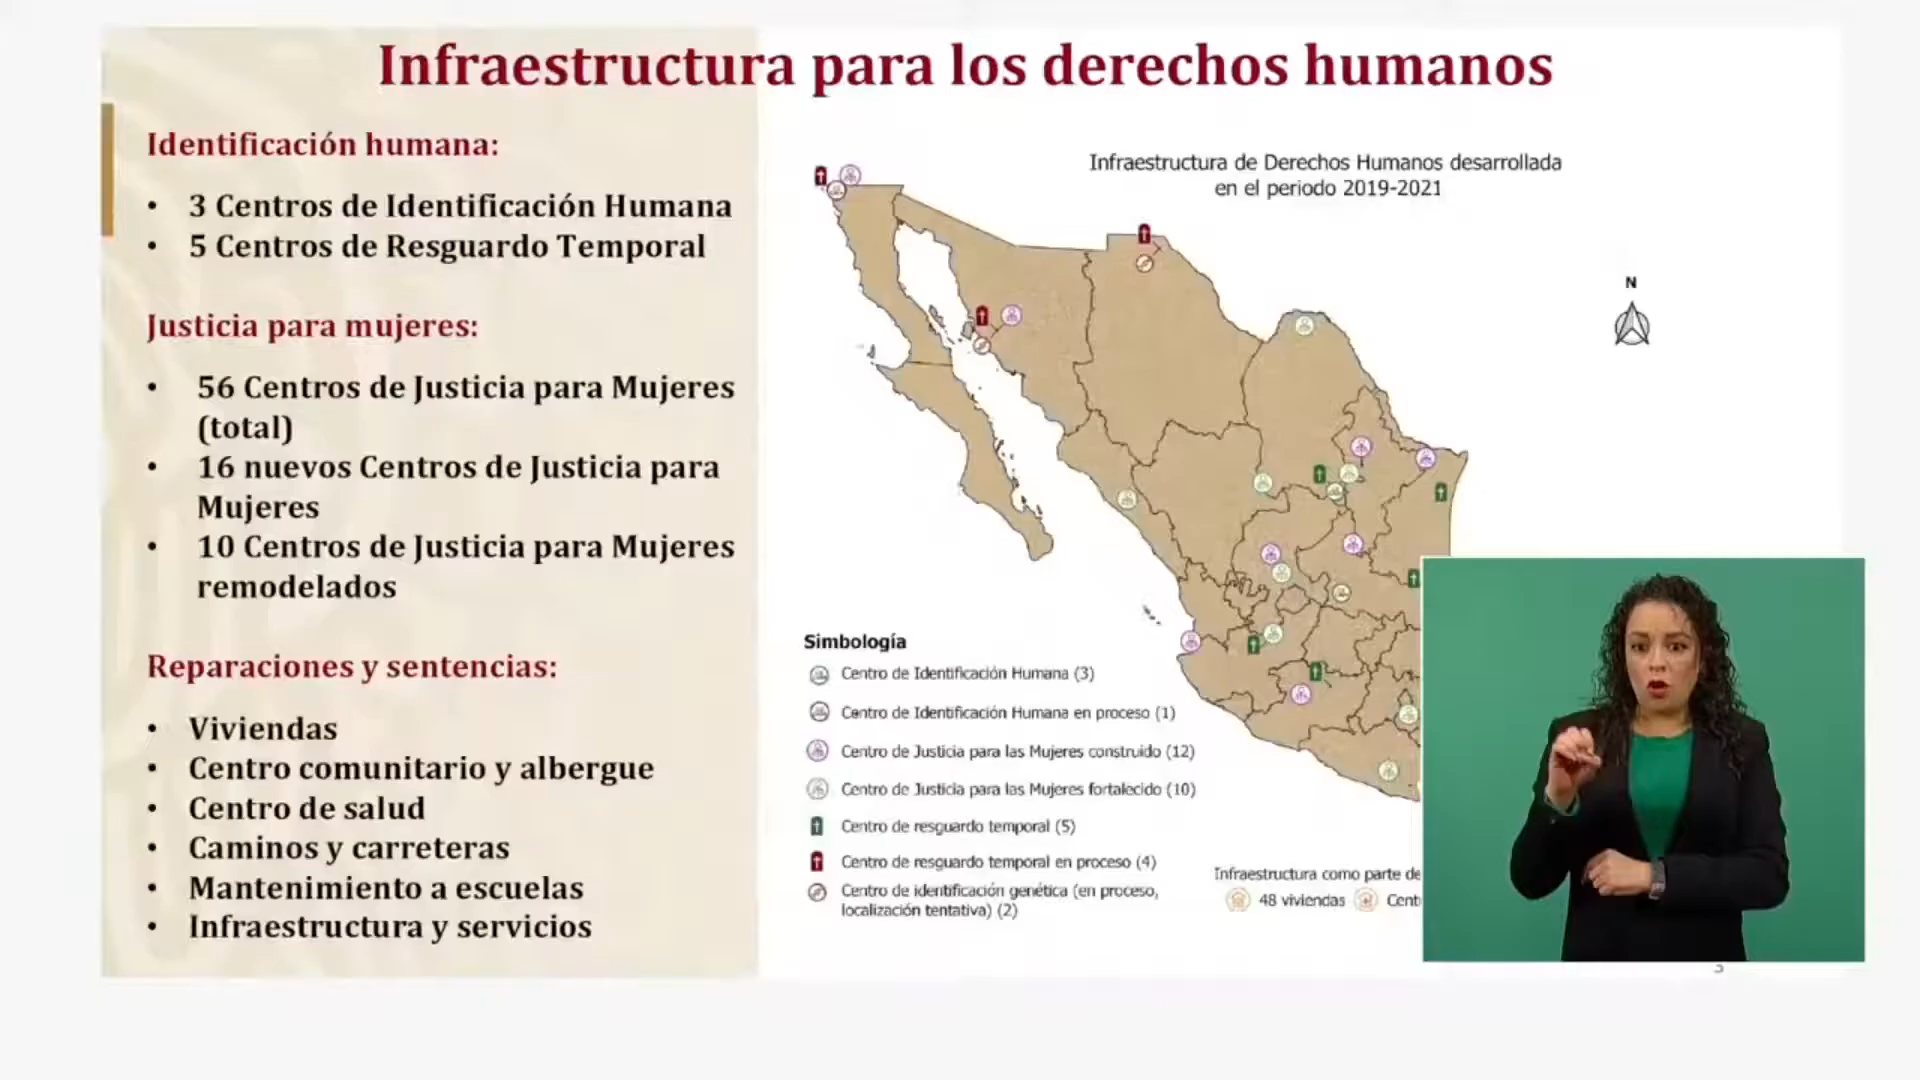 Infraestructura para los derechos humanos
Identificación humana:
• 3 Centros de Identificación Humana
• 5 Centros de Resguardo Temporal
Justicia para mujeres:
• 56 Centros de Justicia para Mujeres
(total)
• 16 nuevos Centros de Justicia para
Mujeres
• 10 Centros de Justicia para Mujeres
remodelados
Reparaciones y sentencias:
• Viviendas
• Centro comunitario y albergue
• Centro de salud
• Caminos y carreteras
• Mantenimiento a escuelas
• Infraestructura y servicios
Infraestructura de Derechos Humanos desarrollada
en el periodo 2019-2021
N
Simbología
Centro de Identificación Humana (3)
Centro de Identificación Humana en proceso (1)
Centro de Justicia para las Mujeres construido (12)
Centro de Justicia para las Mujeres fortalecido (10)
Centro de resguardo temporal (5)
Centro de resguardo temporal en proceso (4)
Centro de identificación genética (en proceso,
localización tentativa) (2)
Infraestructura como parte de
48 viviendas Cent